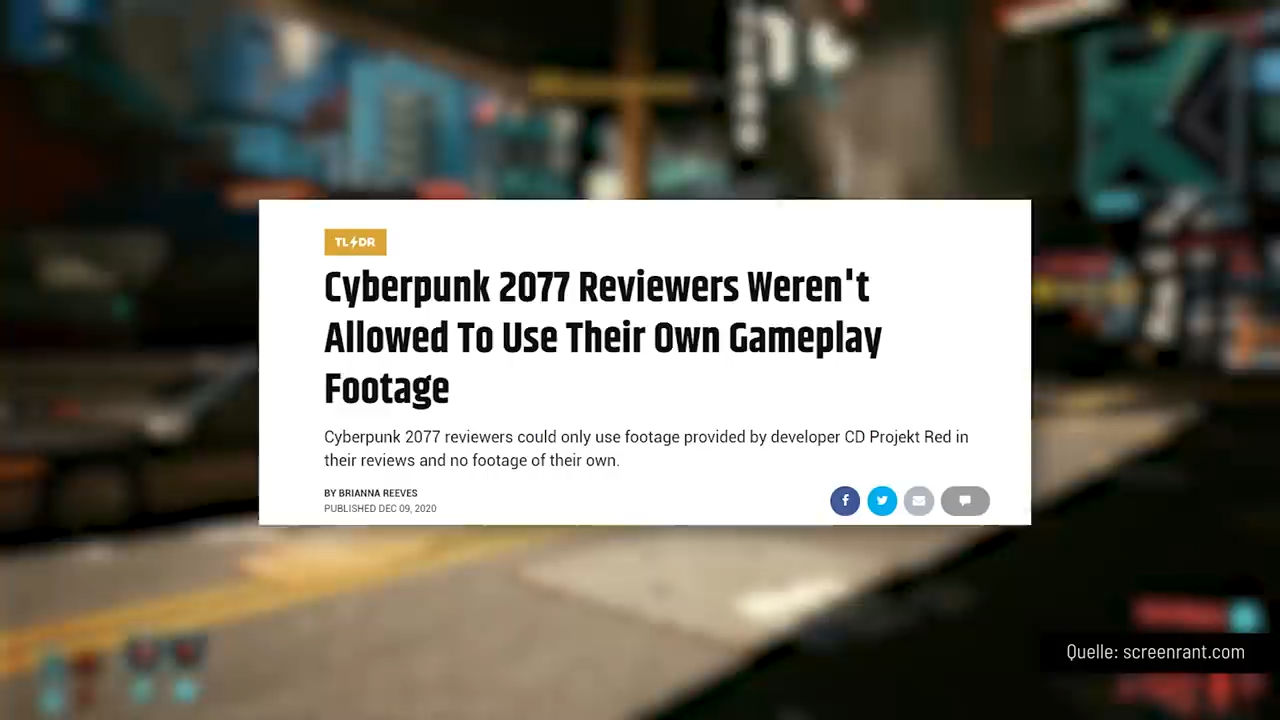 TLDR
Cyberpunk 2077 Reviewers Weren't
Allowed To Use Their Own Gameplay
Footage
Cyberpunk 2077 reviewers could only use footage provided by developer CD Projekt Red in
their reviews and no footage of their own.
BY BRIANNA REEVES
PUBLISHED DEC 09, 2020
Quelle: screenrant.com